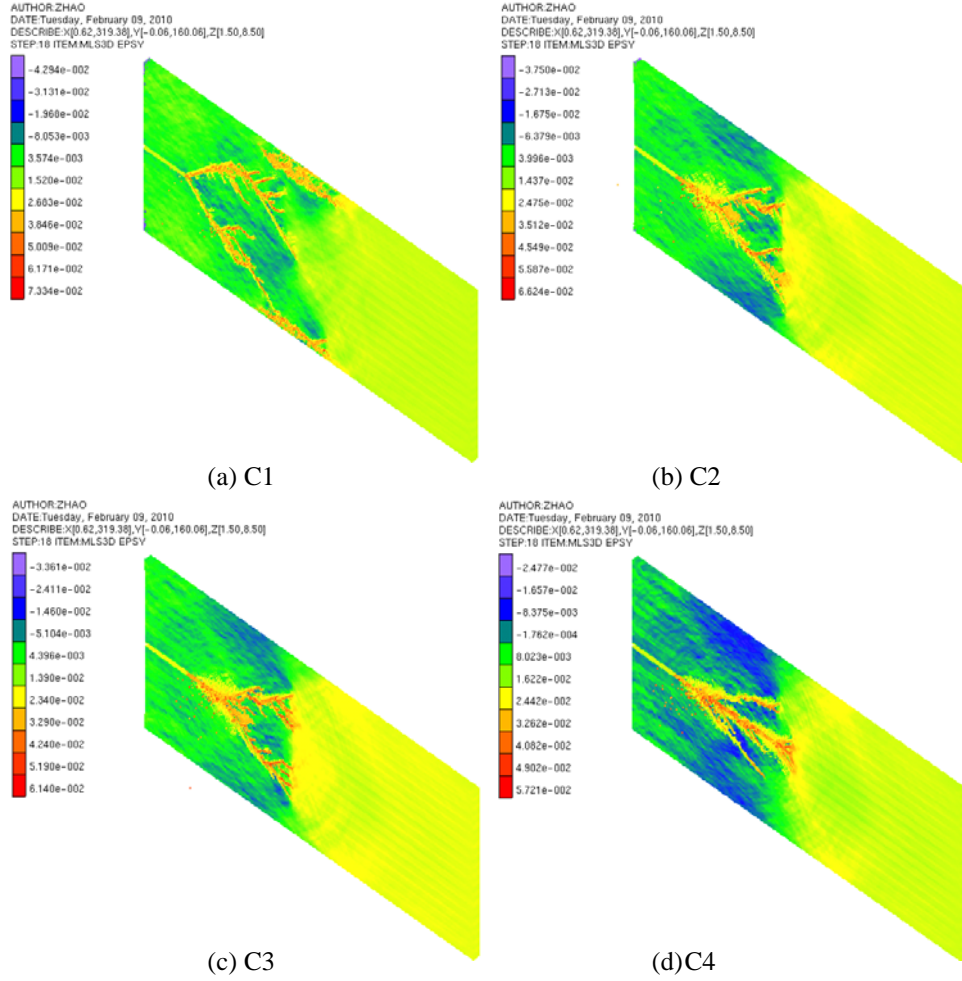 AUTHOR:ZHAO
DATE:Tuesday, February 09, 2010
DESCRIBE:X[0.62,319.38],Y[-0.06,160.06],Z[1.50,8.50]
STEP:18 ITEM:MLS3D EPSY
-4.294e-002
-3.131e-002
-1.968e-002
-8.053e-003
3.574e-003
1.520e-002
2.683e-002
3.846e-002
5.009e-002
6.171e-002
7.334e-002
(a) C1
AUTHOR:ZHAO
DATE:Tuesday, February 09, 2010
DESCRIBE:X[0.62,319.38],Y[-0.06,160.06],Z[1.50,8.50]
STEP:18 ITEM:MLS3D EPSY
-3.750e-002
-2.713e-002
-1.675e-002
-6.379e-003
3.996e-003
1.437e-002
2.475e-002
3.512e-002
4.549e-002
5.587e-002
6.624e-002
(b) C2
AUTHOR:ZHAO
DATE:Tuesday, February 09, 2010
DESCRIBE:X[0.62,319.38],Y[-0.06,160.06],Z[1.50,8.50]
STEP:18 ITEM:MLS3D EPSY
-3.361e-002
-2.411e-002
-1.460e-002
-5.104e-003
4.396e-003
1.390e-002
2.340e-002
3.290e-002
4.240e-002
5.190e-002
6.140e-002
(c) C3
AUTHOR:ZHAO
DATE:Tuesday, February 09, 2010
DESCRIBE:X[0.62,319.38],Y[-0.06,160.06],Z[1.50,8.50]
STEP:18 ITEM:MLS3D EPSY
-2.477e-002
-1.657e-002
-8.375e-003
-1.762e-004
8.023e-003
1.622e-002
2.442e-002
3.262e-002
4.082e-002
4.902e-002
5.721e-002
(d)C4